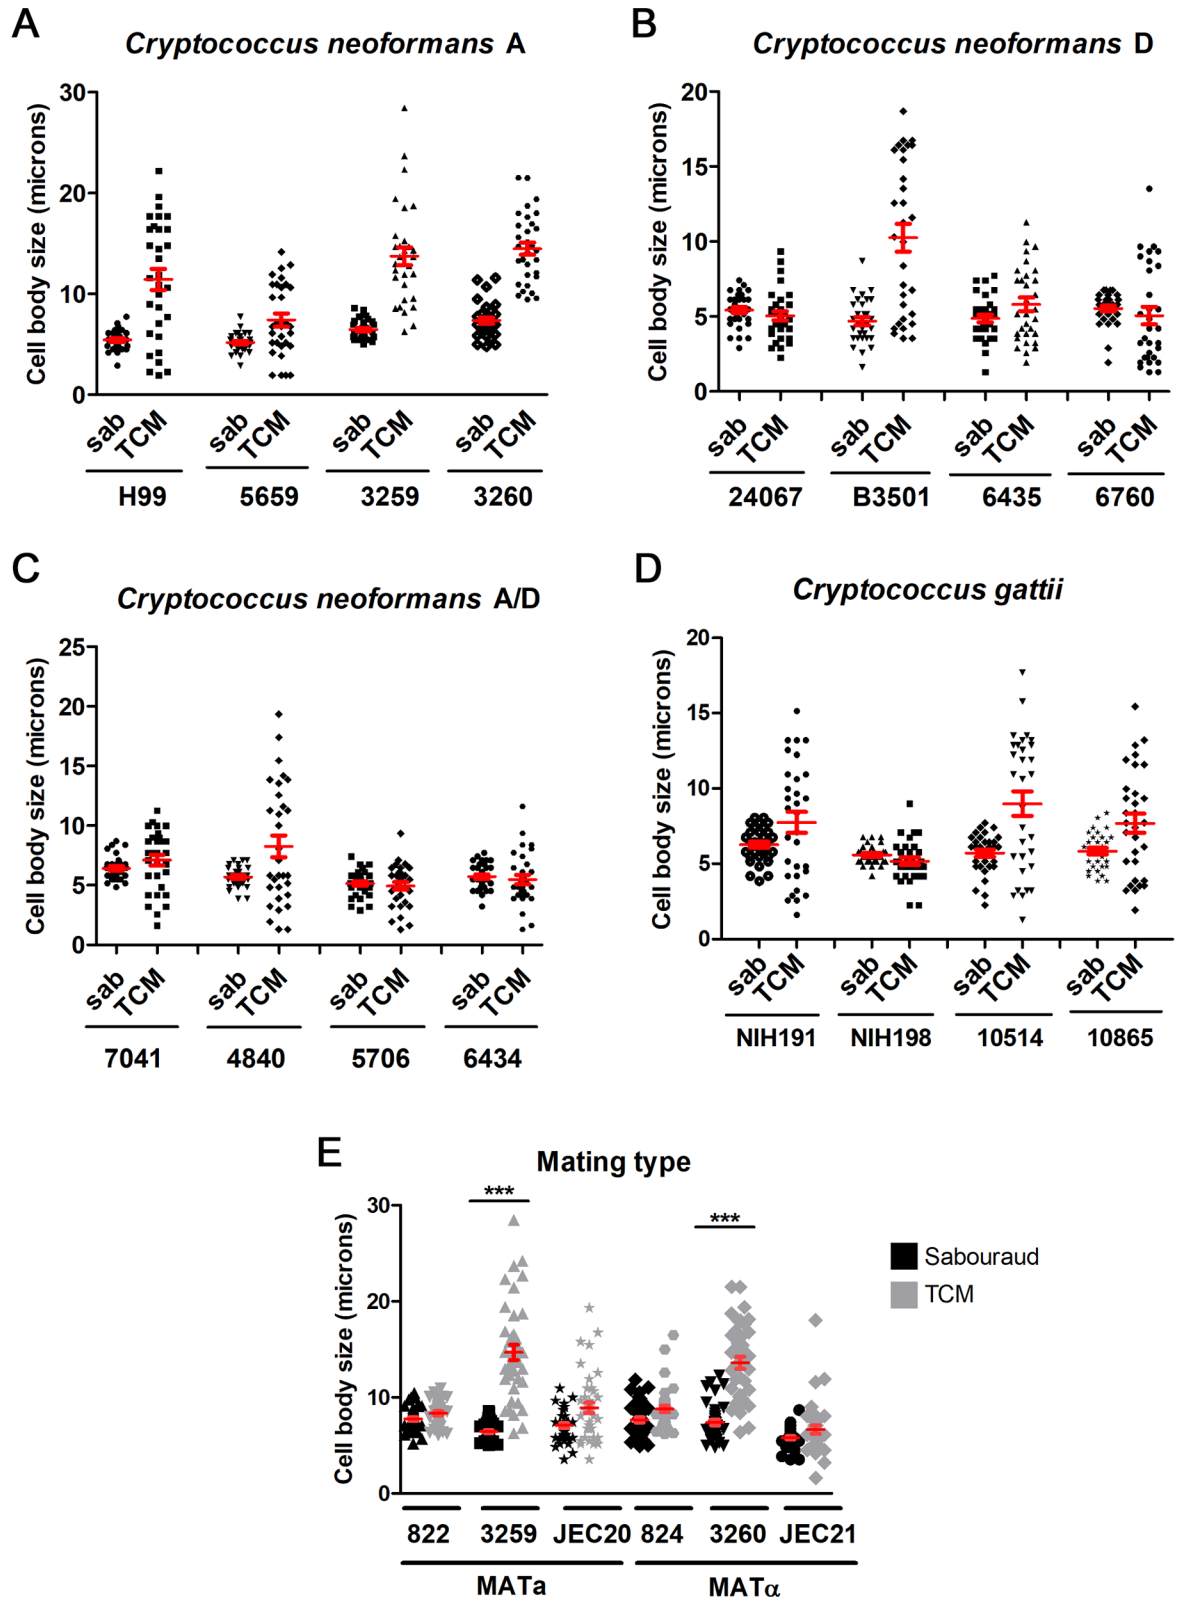 A
Cryptococcus neoformans A
Cell body size (microns)
30
20
10
0
sab TCM sab TCM sab TCM sab TCM
H99 5659 3259 3260
B
Cryptococcus neoformans D
Cell body size (microns)
20
15
10
5
0
sab TCM sab TCM sab TCM sab TCM
24067 B3501 6435 6760
C
Cryptococcus neoformans A/D
Cell body size (microns)
25
20
15
10
5
0
sab TCM sab TCM sab TCM sab TCM
7041 4840 5706 6434
D
Cryptococcus gattii
Cell body size (microns)
20
15
10
5
0
sab TCM sab TCM sab TCM sab TCM
NIH191 NIH198 10514 10865
E
Mating type
Cell body size (microns)
30
20
10
0
*** ***
Sabouraud
TCM
822 3259 JEC20 824 3260 JEC21
MATa MATα